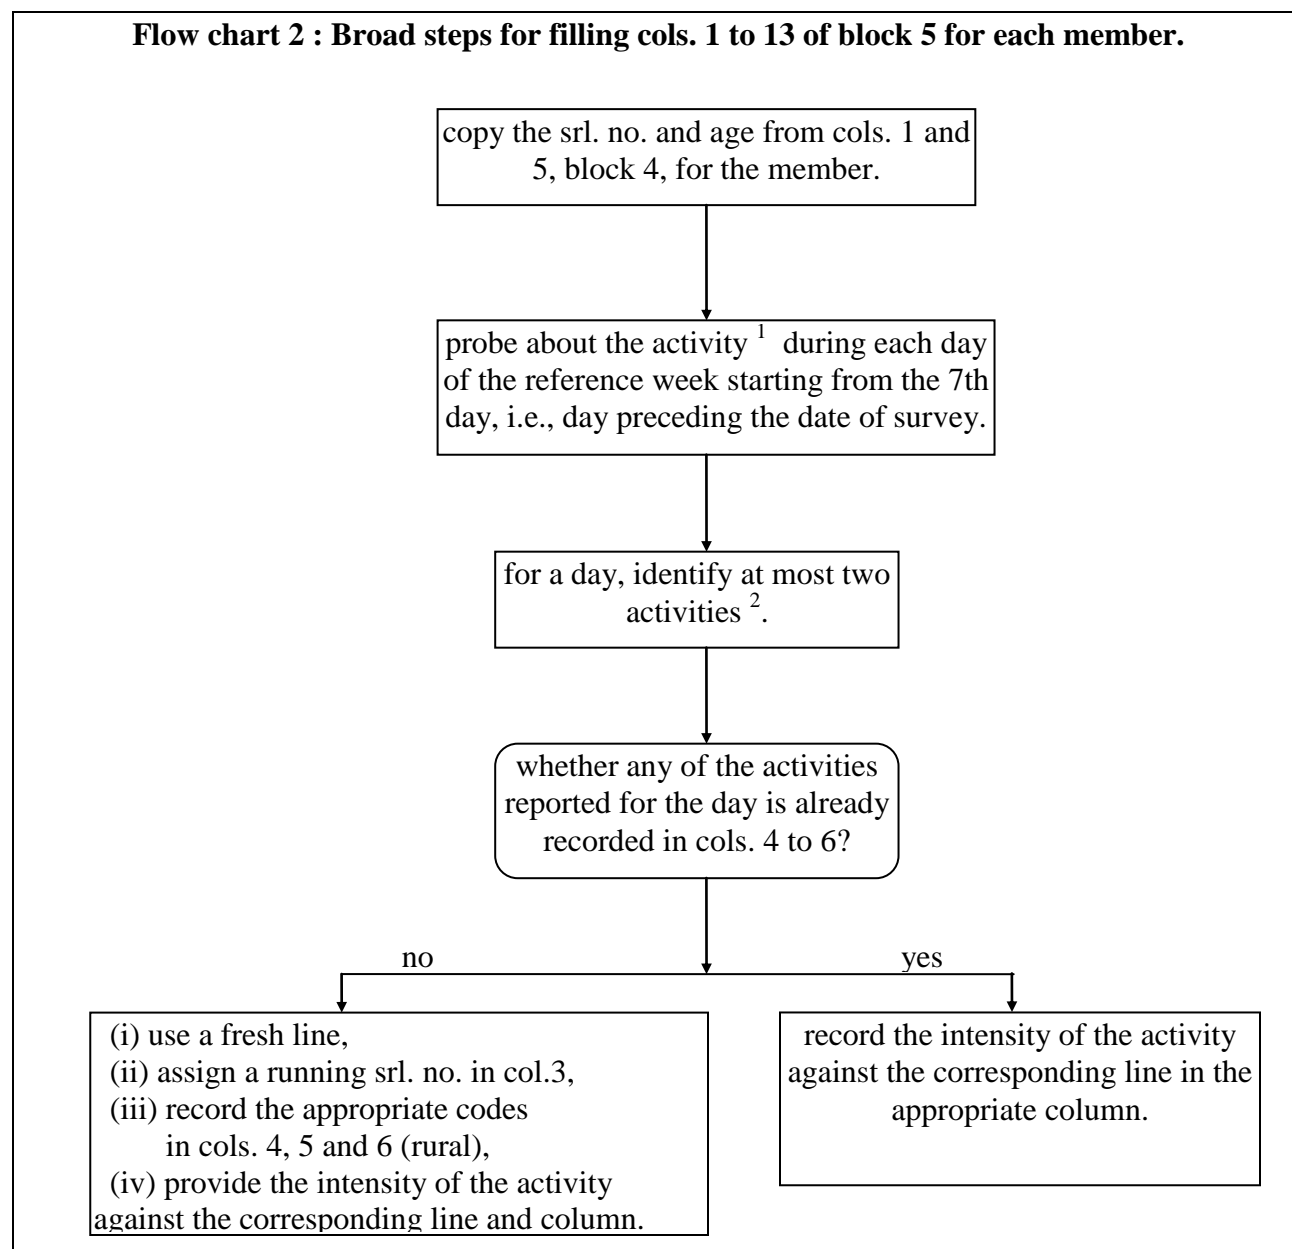 Flow chart 2 : Broad steps for filling cols. 1 to 13 of block 5 for each member.
copy the srl. no. and age from cols. 1 and
5, block 4, for the member.
probe about the activity 1 during each day
of the reference week starting from the 7th
day, i.e., day preceding the date of survey.
for a day, identify at most two
activities 2.
whether any of the activities
reported for the day is already
recorded in cols. 4 to 6?
no
yes
(i) use a fresh line,
(ii) assign a running srl. no. in col.3,
(iii) record the appropriate codes
in cols. 4, 5 and 6 (rural),
(iv) provide the intensity of the activity
against the corresponding line and column.
record the intensity of the activity
against the corresponding line in the
appropriate column.